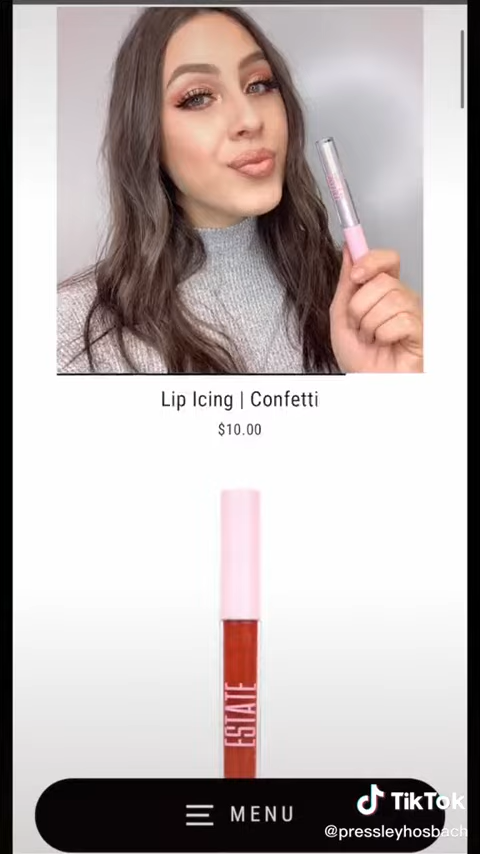 Lip Icing | Confetti
$10.00
ESTATE
MENU
TikTok
@pressleyhosbach